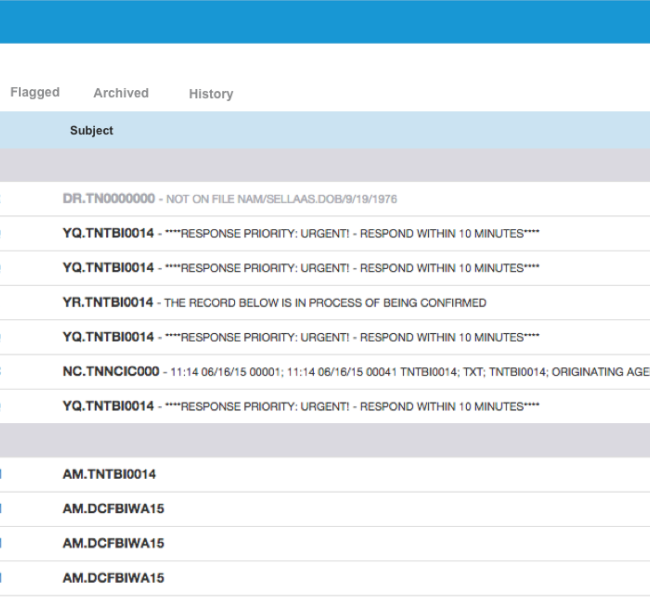 Flagged Archived History
Subject
DR.TN0000000 - NOT ON FILE NAM/SELLAAS.DOB/9/19/1976
YQ.TNTBI0014 - ****RESPONSE PRIORITY: URGENT! - RESPOND WITHIN 10 MINUTES****
YQ.TNTBI0014 - ****RESPONSE PRIORITY: URGENT! - RESPOND WITHIN 10 MINUTES****
YR.TNTBI0014 - THE RECORD BELOW IS IN PROCESS OF BEING CONFIRMED
YQ.TNTBI0014 - ****RESPONSE PRIORITY: URGENT! - RESPOND WITHIN 10 MINUTES****
NC.TNNCIC000 - 11:14 06/16/15 00001; 11:14 06/16/15 00041 TNTBI0014; TXT; TNTBI0014; ORIGINATING AGE
YQ.TNTBI0014 - ****RESPONSE PRIORITY: URGENT! - RESPOND WITHIN 10 MINUTES****
AM.TNTBI0014
AM.DCFBIWA15
AM.DCFBIWA15
AM.DCFBIWA15